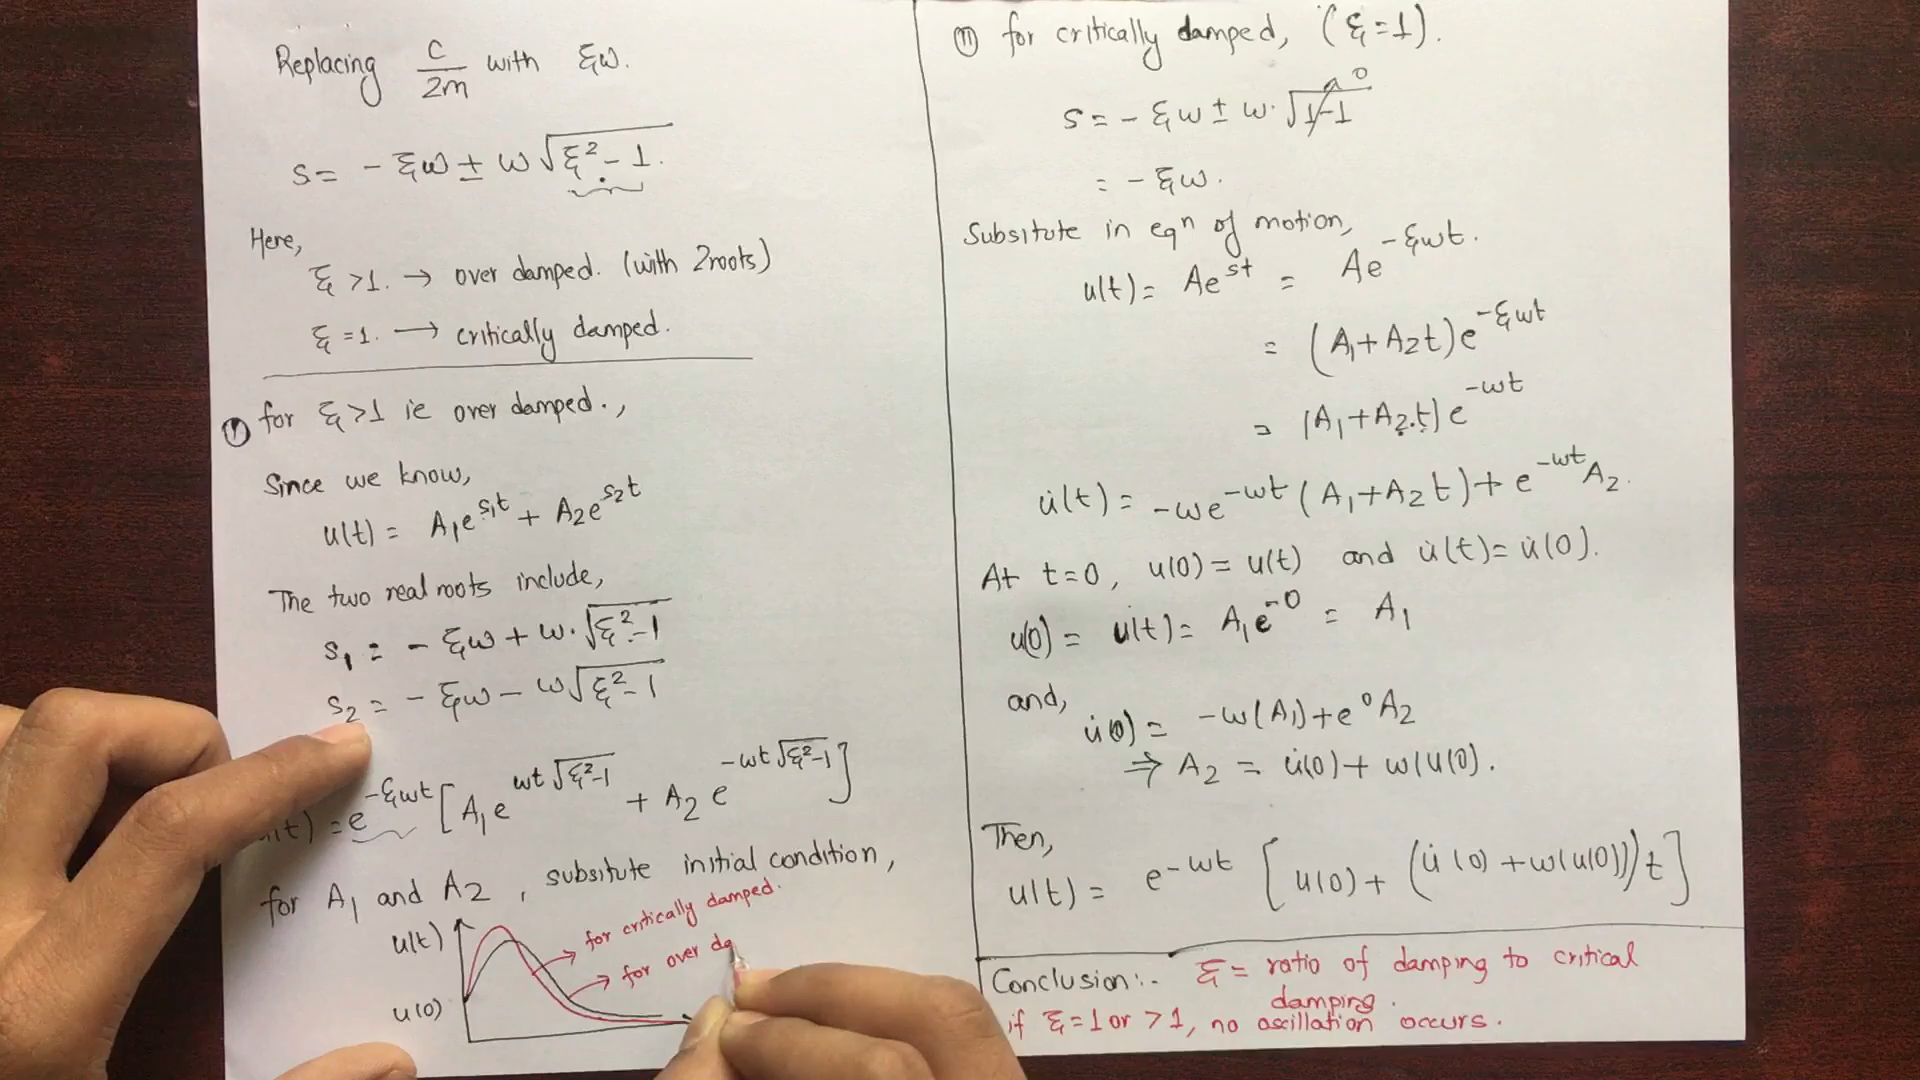 Replacing c/2m with ξω.
s = - ξω ± ω √ξ² - 1.
Here,
ξ >1. → over damped. (with 2roots)
ξ =1. → critically damped.
① for ξ >1 ie over damped.,
Since we know,
u(t) = A₁e^s₁t + A₂e^s₂t
The two real roots include,
s₁ = - ξω + ω. √ξ²-1
s₂ = - ξω - ω √ξ²-1
(t) = e^-ξωt [A₁e^ωt√ξ²-1 + A₂ e^-ωt√ξ²-1]
for A₁ and A₂ , subsitute initial condition,
u(t)
for critically damped.
for over da
u(0)
② for critically damped, (ξ=1).
s = - ξω ± ω. √1-1 0
= - ξω.
Subsitute in eqⁿ of motion,
u(t) = Ae^st = Ae^-ξωt.
= (A₁+A₂t)e^-ξωt
= (A₁+A₂.t)e^-ωt
u̇(t) = -ωe^-ωt (A₁+A₂t)+e^-ωt A₂.
At t=0, u(0) = u(t) and u̇(t)= u̇(0).
u(0) = u(t) = A₁e^-0 = A₁
and,
u̇(0) = -ω(A₁)+e⁰A₂
⇒ A₂ = u̇(0)+ ω(u(0).
Then,
u(t) = e^-ωt [u(0)+ (u̇(0)+ω(u(0))) t]
Conclusion:- ξ = ratio of damping to critical
damping.
if ξ =1 or >1, no oscillation occurs.